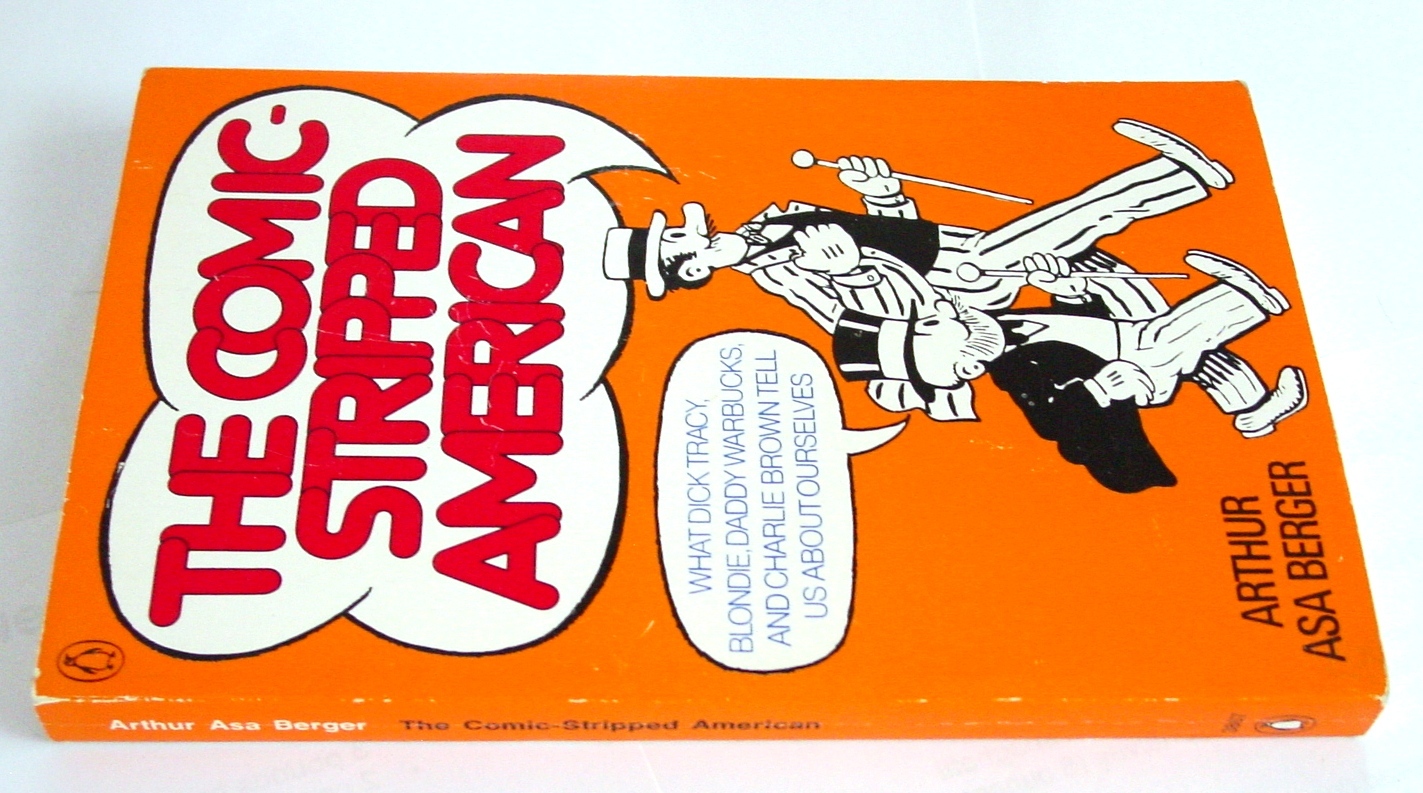 THE COMIC-
STRIPPED
AMERICAN
WHAT DICK TRACY,
BLONDIE, DADDY WARBUCKS,
AND CHARLIE BROWN TELL
US ABOUT OURSELVES
ARTHUR
ASA BERGER
Arthur Asa Berger The Comic-Stripped American